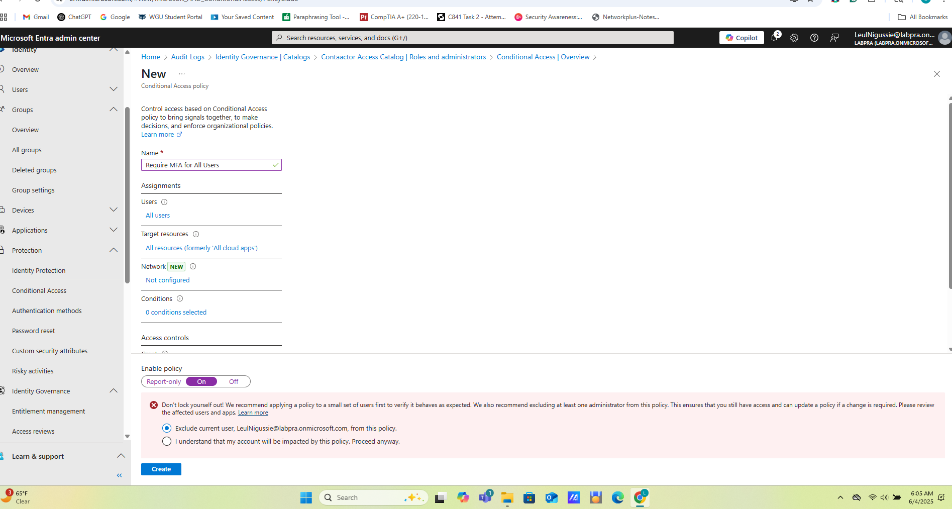 Gmail ChatGPT Google WGU Student Portal Your Saved Content Paraphrasing Tool -... CompTIA A+ (220-1... C841 Task 2 - Attem... Security Awareness... Networkplus-Notes... All Bookmarks
Microsoft Entra admin center
Search resources, services, and docs (G+/)
Copilot
2
LeulNigussie@labpra.on...
LABPRA (LABPRA.ONMICROSOFT....
Identity
Overview
Users
Groups
Overview
All groups
Deleted groups
Group settings
Devices
Applications
Protection
Identity Protection
Conditional Access
Authentication methods
Password reset
Custom security attributes
Risky activities
Identity Governance
Entitlement management
Access reviews
Learn & support
Home > Audit Logs > Identity Governance | Catalogs > Contaactor Access Catalog | Roles and administrators > Conditional Access | Overview >
New ...
Conditional Access policy
Control access based on Conditional Access
policy to bring signals together, to make
decisions, and enforce organizational policies.
Learn more
Name *
Require MFA for All Users
Assignments
Users
All users
Target resources
All resources (formerly 'All cloud apps')
Network NEW
Not configured
Conditions
0 conditions selected
Access controls
Enable policy
Report-only On Off
Don't lock yourself out! We recommend applying a policy to a small set of users first to verify it behaves as expected. We also recommend excluding at least one administrator from this policy. This ensures that you still have access and can update a policy if a change is required. Please review
the affected users and apps. Learn more
Exclude current user, LeulNigussie@labpra.onmicrosoft.com, from this policy.
I understand that my account will be impacted by this policy. Proceed anyway.
Create
3
65°F
Clear
Search
1
6:05 AM
6/4/2025